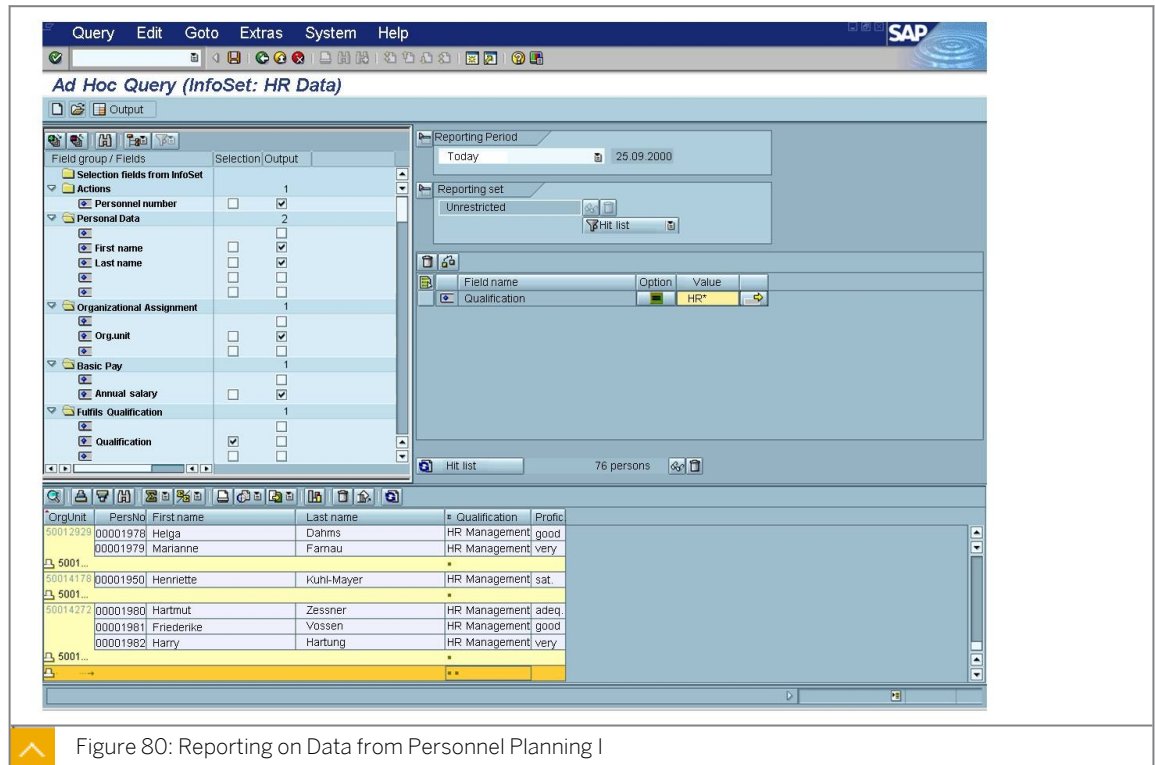 Query Edit Goto Extras System Help
SAP
Ad Hoc Query (InfoSet: HR Data)
Output
Field group / Fields Selection Output
Selection fields from InfoSet
Actions 1
Personnel number
Personal Data 2
First name
Last name
Organizational Assignment 1
Org.unit
Basic Pay 1
Annual salary
Fulfils Qualification 1
Qualification
Reporting Period
Today 25.09.2000
Reporting set
Unrestricted
Hit list
Field name Option Value
Qualification HR*
Hit list 76 persons
OrgUnit PersNo First name Last name Qualification Profic
50012929 00001978 Helga Dahms HR Management good
00001979 Marianne Farnau HR Management very
5001...
50014178 00001950 Henriette Kuhl-Mayer HR Management sat.
5001...
50014272 00001980 Hartmut Zessner HR Management adeq.
00001981 Friederike Vossen HR Management good
00001982 Harry Hartung HR Management very
5001...
Figure 80: Reporting on Data from Personnel Planning I